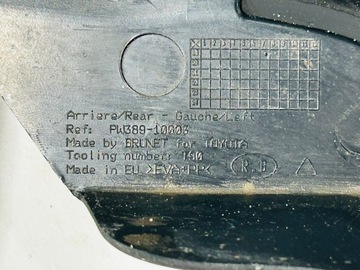 Arriere/Rear - Gauche/Left
Ref: PW389-10003
Made by BRUNET for TOYOTA
Tooling number: 190
Made in EU >EVA+PP<
R.B